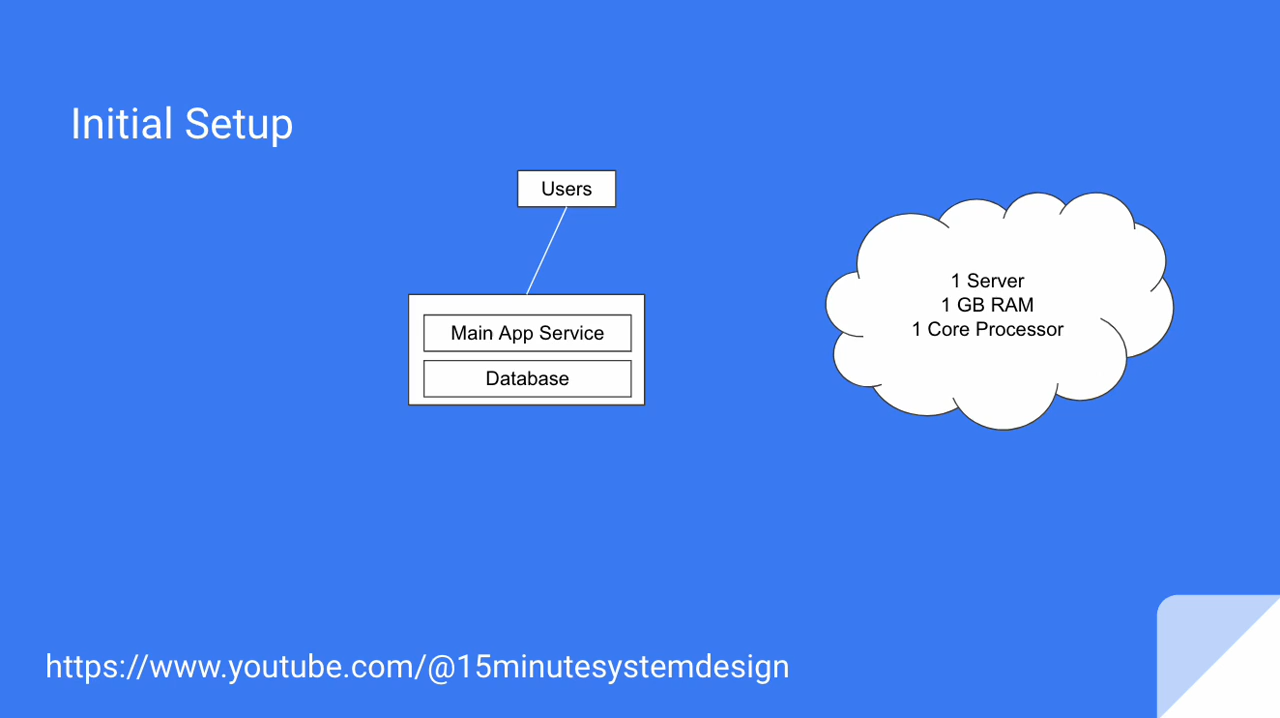 Initial Setup
Users
Main App Service
Database
1 Server
1 GB RAM
1 Core Processor
https://www.youtube.com/@15minutesystemdesign